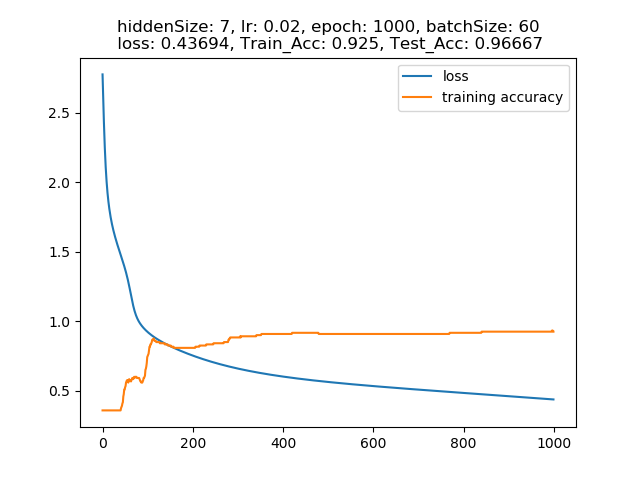 hiddenSize: 7, lr: 0.02, epoch: 1000, batchSize: 60
loss: 0.43694, Train_Acc: 0.925, Test_Acc: 0.96667
loss
training accuracy
2.5
2.0
1.5
1.0
0.5
0 200 400 600 800 1000